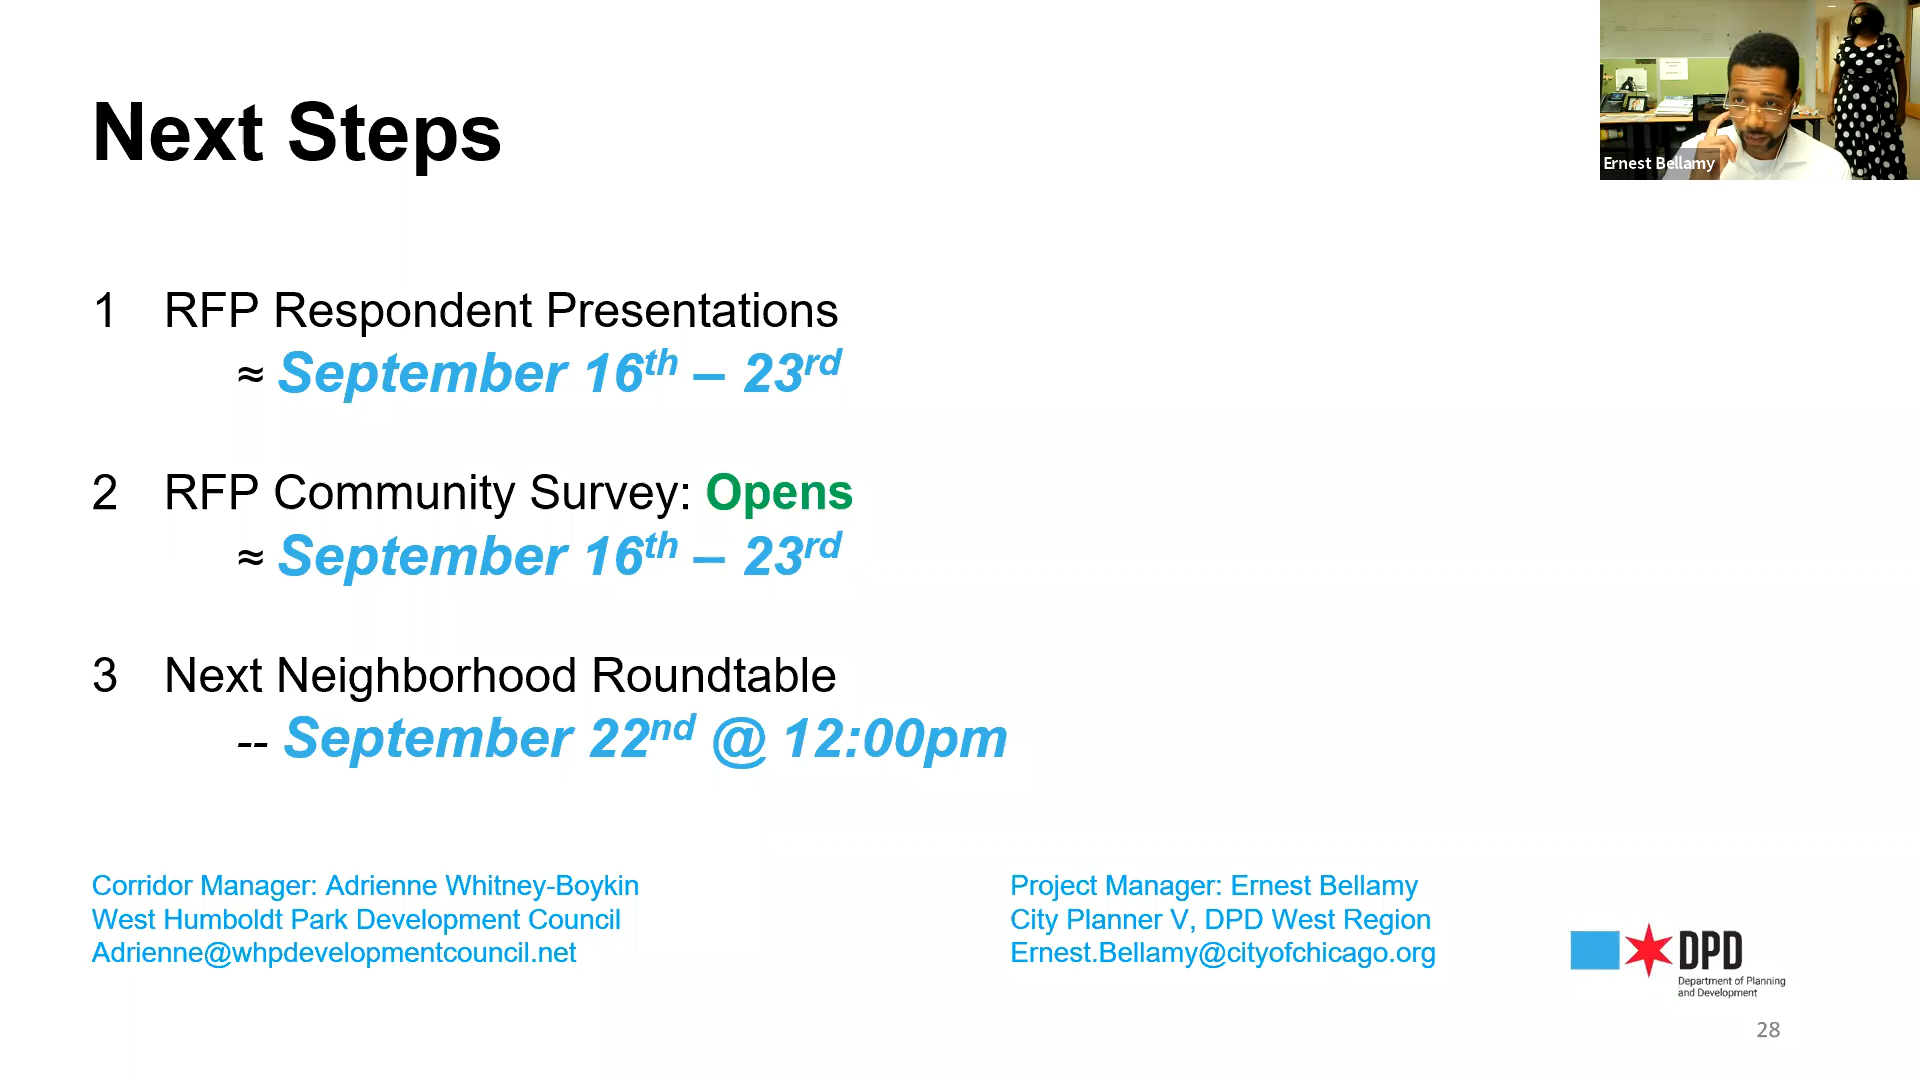 Next Steps
Ernest Bellamy
1 RFP Respondent Presentations
≈ September 16th – 23rd
2 RFP Community Survey: Opens
≈ September 16th – 23rd
3 Next Neighborhood Roundtable
-- September 22nd @ 12:00pm
Corridor Manager: Adrienne Whitney-Boykin
West Humboldt Park Development Council
Adrienne@whpdevelopmentcouncil.net
Project Manager: Ernest Bellamy
City Planner V, DPD West Region
Ernest.Bellamy@cityofchicago.org
DPD
Department of Planning
and Development
28